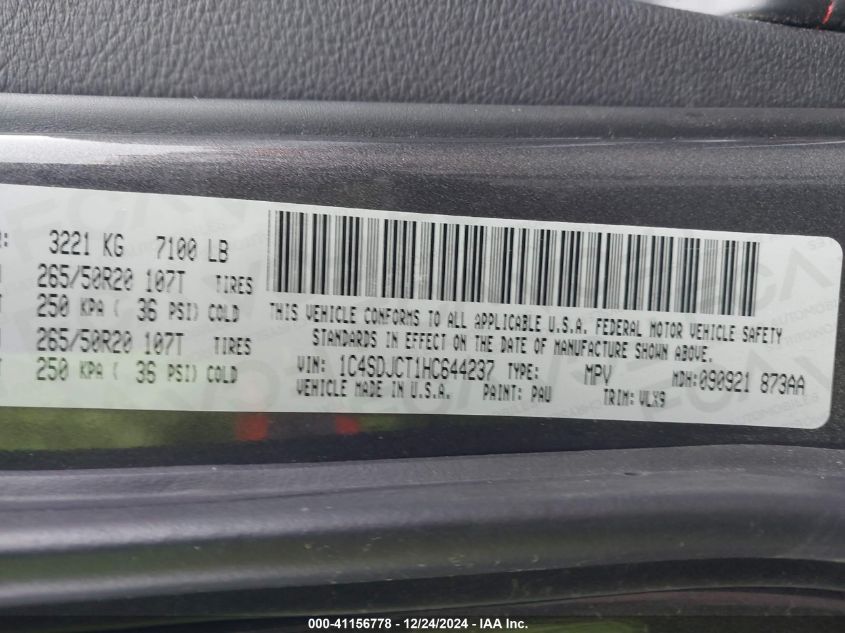 R: 3221 KG 7100 LB
265/50R20 107T TIRES
250 KPA ( 36 PSI) COLD
265/50R20 107T TIRES
250 KPA ( 36 PSI) COLD
THIS VEHICLE CONFORMS TO ALL APPLICABLE U.S.A. FEDERAL MOTOR VEHICLE SAFETY
STANDARDS IN EFFECT ON THE DATE OF MANUFACTURE SHOWN ABOVE.
VIN: 1C4SDJCT1HC644237 TYPE: MPV MDH:090921 873AA
VEHICLE MADE IN U.S.A. PAINT: PAU TRIM: VLX9
000-41156778 - 12/24/2024 - IAA Inc.